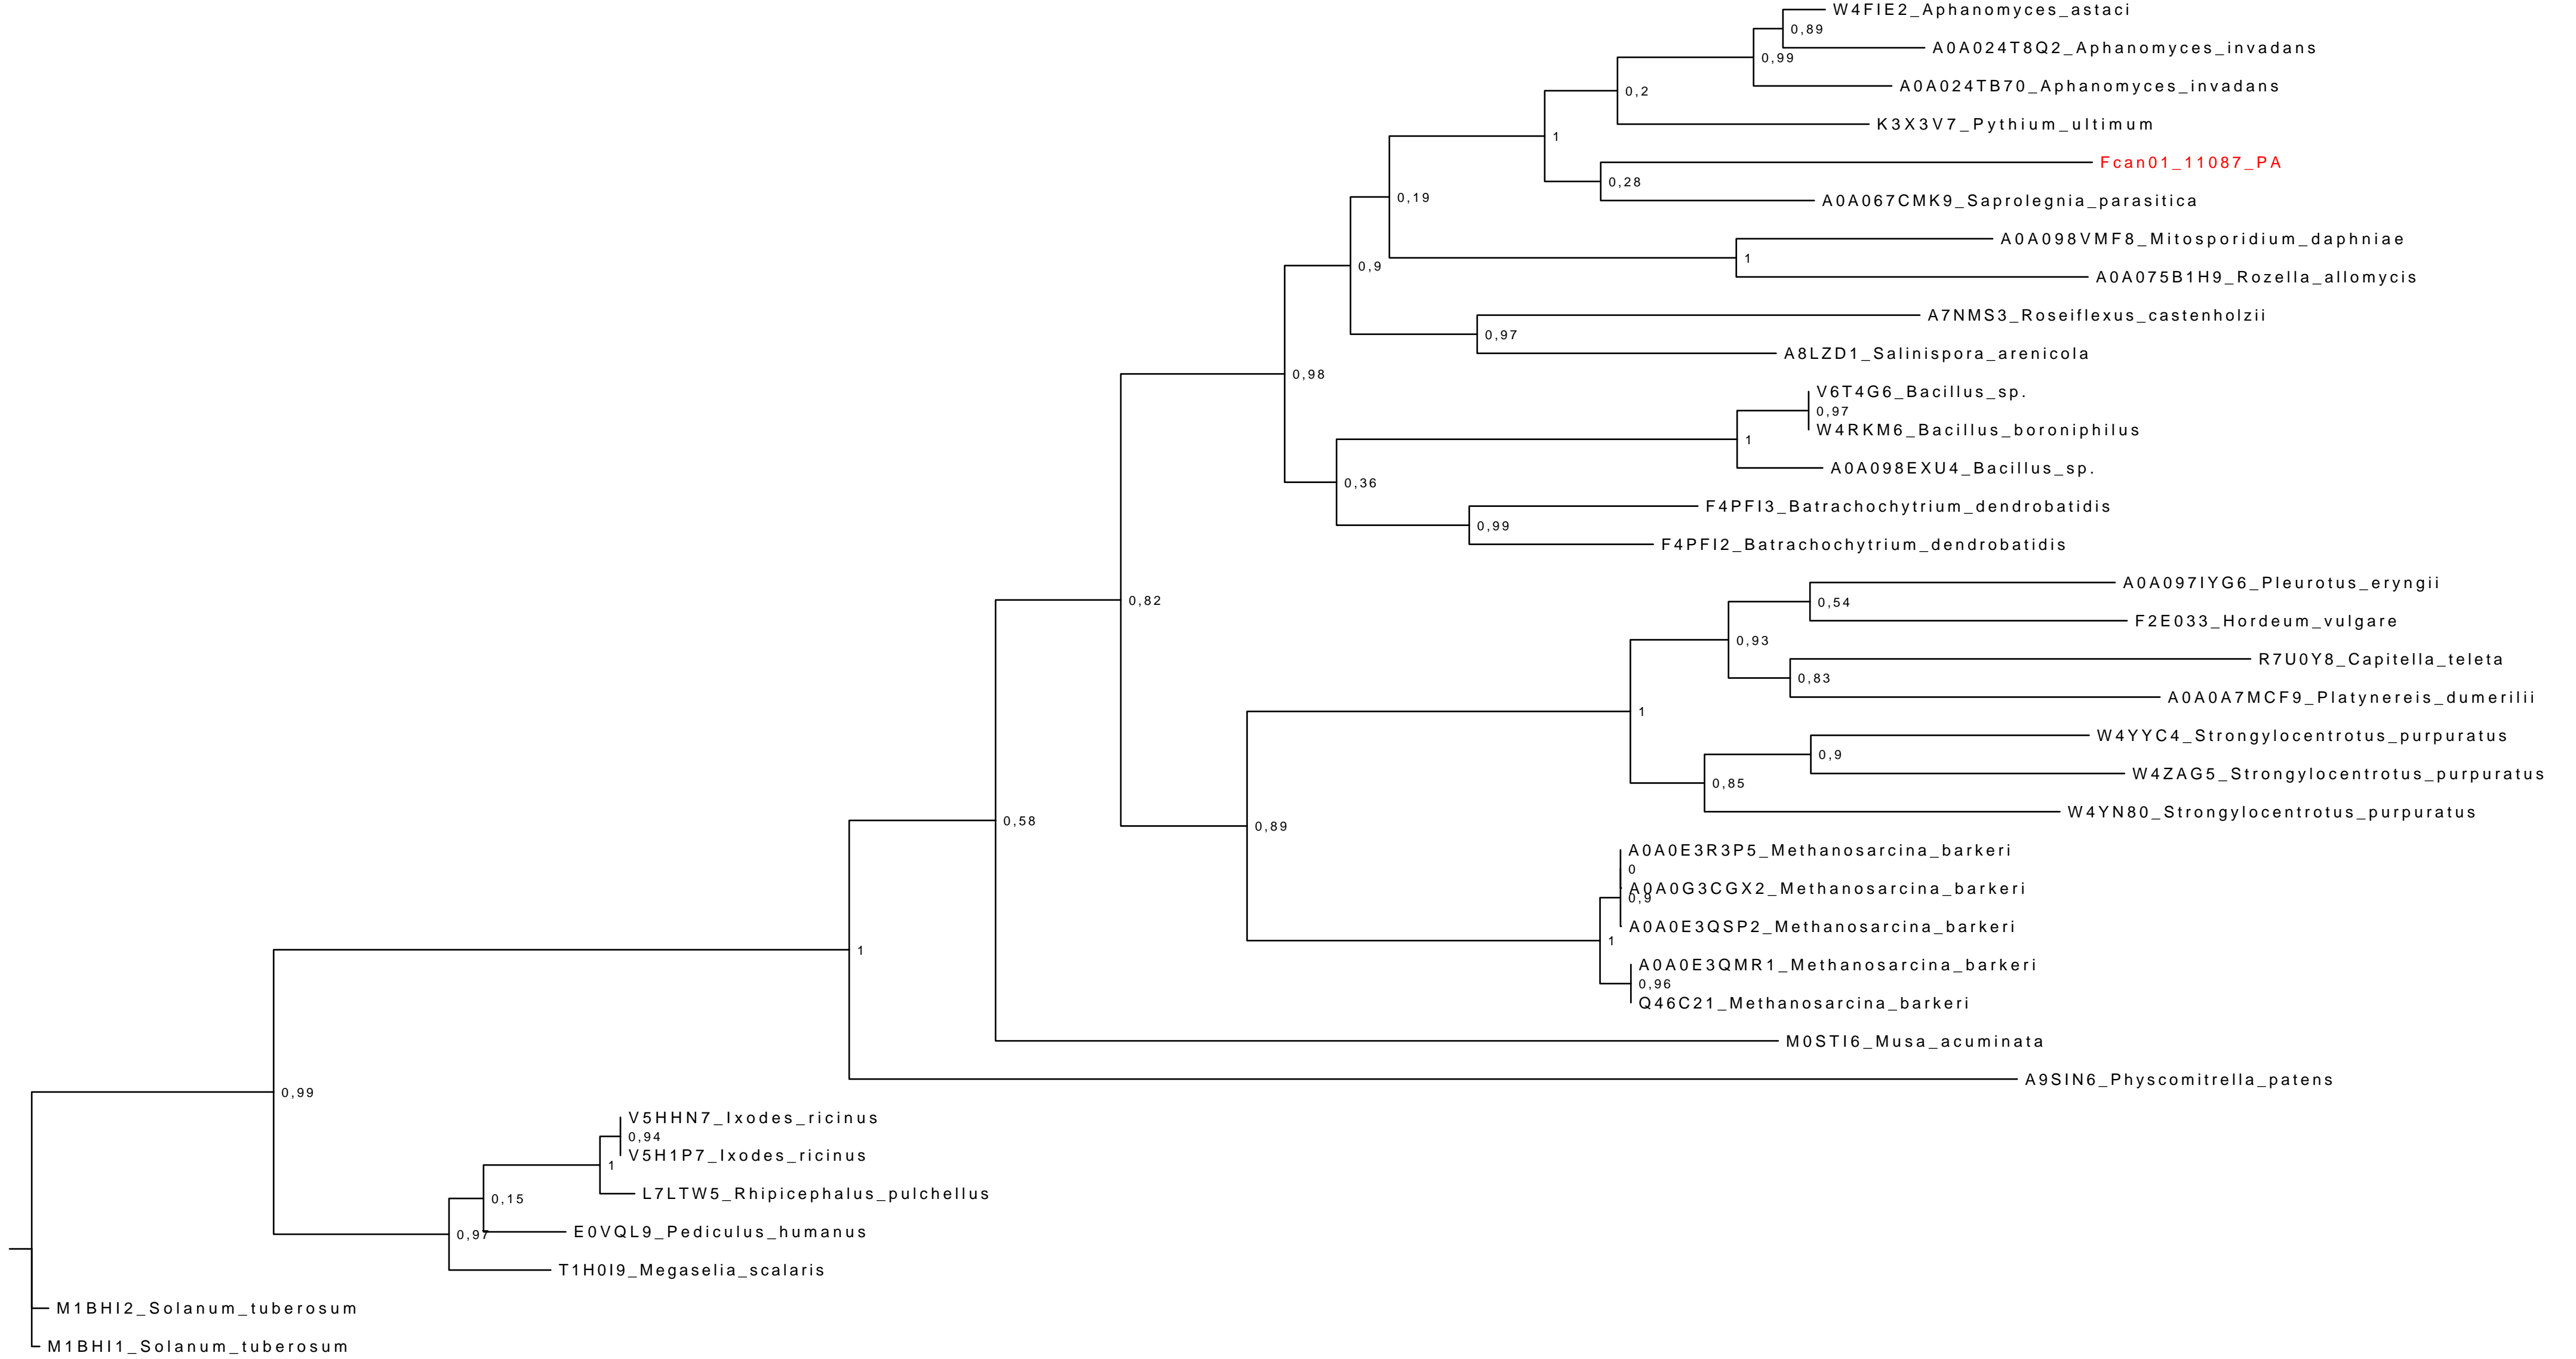 W4FIE2_Aphanomyces_astaci
0,89
A0A024T8Q2_Aphanomyces_invadans
0,99
A0A024TB70_Aphanomyces_invadans
0,2
K3X3V7_Pythium_ultimum
1
Fcan01_11087_PA
0,28
0,19
A0A067CMK9_Saprolegnia_parasitica
A0A098VMF8_Mitosporidium_daphniae
1
0,9
A0A075B1H9_Rozella_allomycis
A7NMS3_Roseiflexus_castenholzii
0,97
A8LZD1_Salinispora_arenicola
0,98
V6T4G6_Bacillus_sp.
0,97
W4RKM6_Bacillus_boroniphilus
1
A0A098EXU4_Bacillus_sp.
0,36
F4PFI3_Batrachochytrium_dendrobatidis
0,99
F4PFI2_Batrachochytrium_dendrobatidis
A0A097IYG6_Pleurotus_eryngii
0,82
0,54
F2E033_Hordeum_vulgare
0,93
R7U0Y8_Capitella_teleta
0,83
A0A0A7MCF9_Platynereis_dumerilii
1
W4YYC4_Strongylocentrotus_purpuratus
0,9
W4ZAG5_Strongylocentrotus_purpuratus
0,85
W4YN80_Strongylocentrotus_purpuratus
0,58
0,89
A0A0E3R3P5_Methanosarcina_barkeri
0
A0A0G3CGX2_Methanosarcina_barkeri
0,9
A0A0E3QSP2_Methanosarcina_barkeri
1
1
A0A0E3QMR1_Methanosarcina_barkeri
0,96
Q46C21_Methanosarcina_barkeri
M0STI6_Musa_acuminata
A9SIN6_Physcomitrella_patens
0,99
V5HHN7_Ixodes_ricinus
0,94
V5H1P7_Ixodes_ricinus
1
L7LTW5_Rhipicephalus_pulchellus
0,15
E0VQL9_Pediculus_humanus
0,97
T1H0I9_Megaselia_scalaris
M1BHI2_Solanum_tuberosum
M1BHI1_Solanum_tuberosum